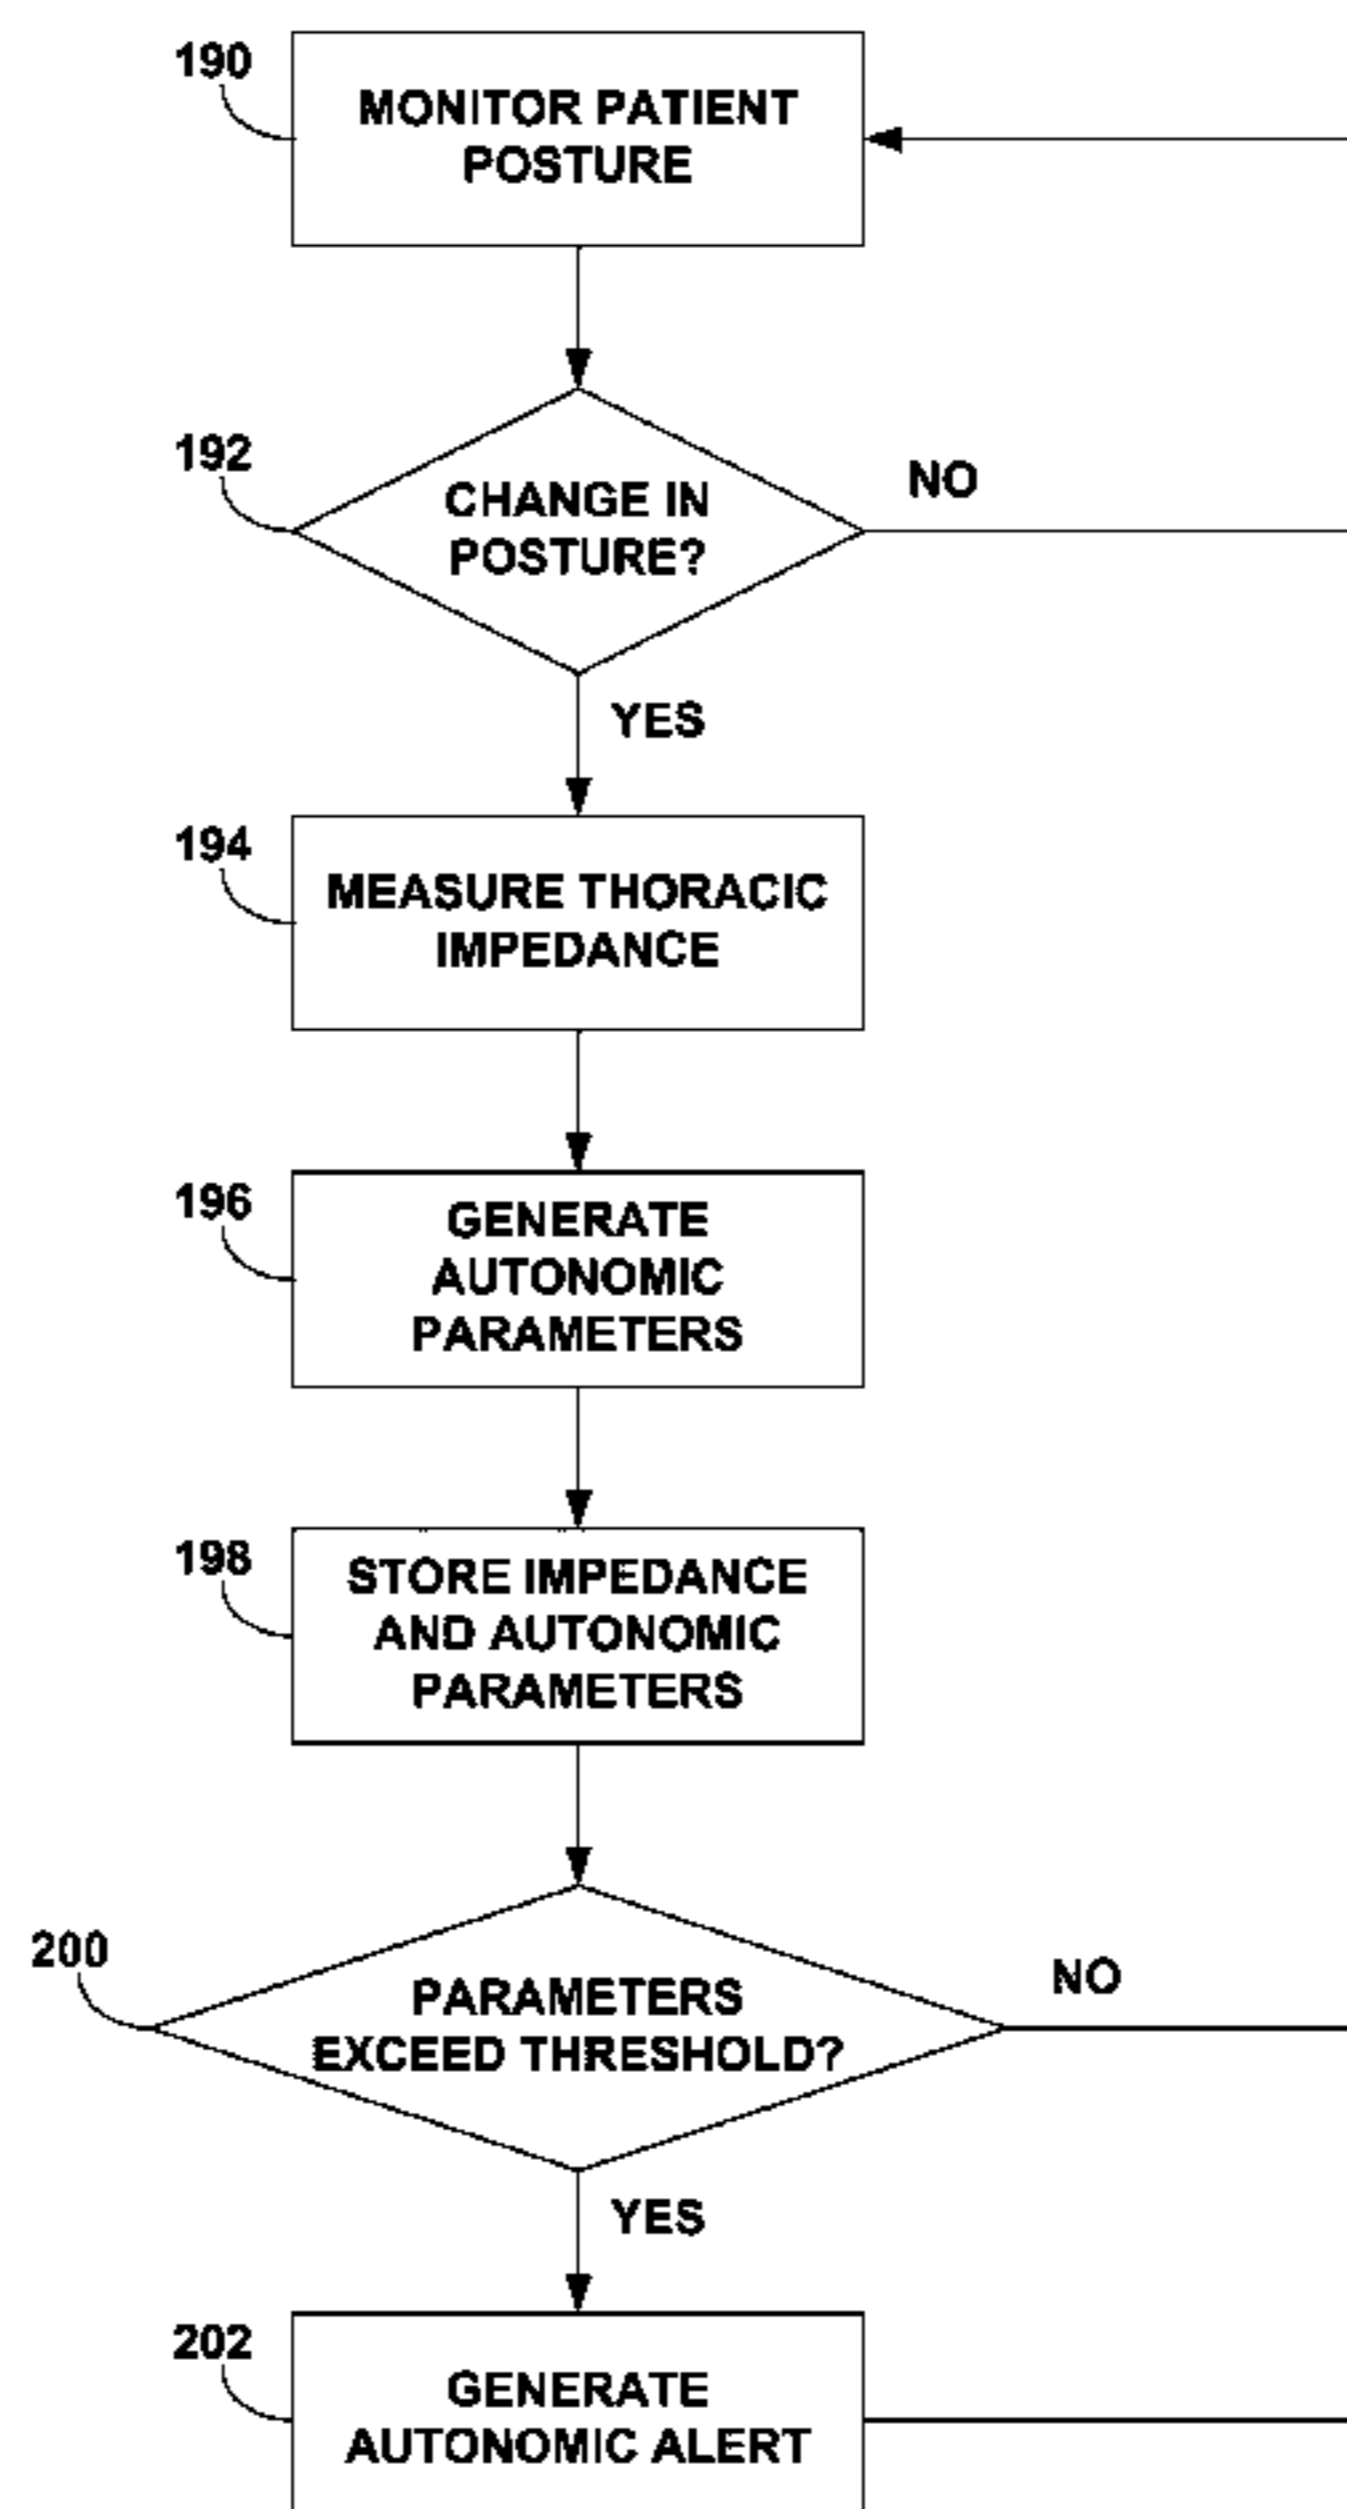 190
MONITOR PATIENT
POSTURE
192
CHANGE IN
POSTURE?
NO
YES
194
MEASURE THORACIC
IMPEDANCE
196
GENERATE
AUTONOMIC
PARAMETERS
198
STORE IMPEDANCE
AND AUTONOMIC
PARAMETERS
200
PARAMETERS
EXCEED THRESHOLD?
NO
YES
202
GENERATE
AUTONOMIC ALERT